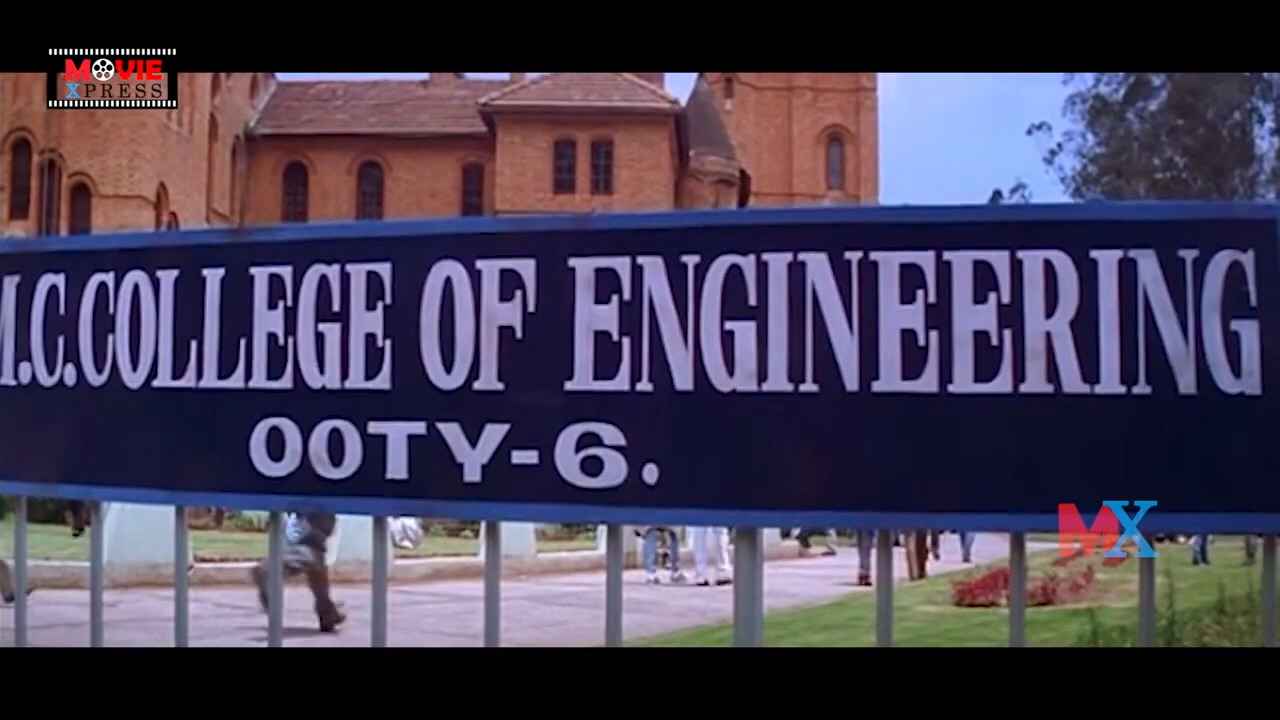 MOVIE
XPRESS
M.C.COLLEGE OF ENGINEERING
OOTY-6.
MX